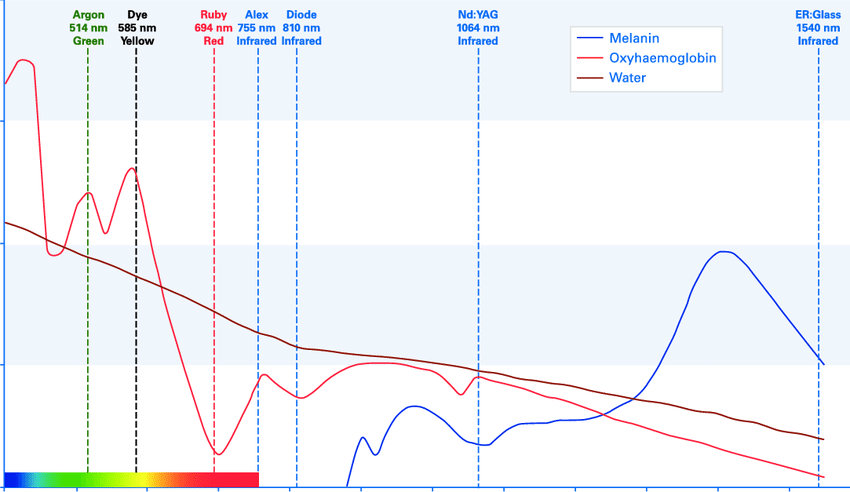 Argon
514 nm
Green
Dye
585 nm
Yellow
Ruby
694 nm
Red
Alex
755 nm
Infrared
Diode
810 nm
Infrared
Nd:YAG
1064 nm
Infrared
ER:Glass
1540 nm
Infrared
Melanin
Oxyhaemoglobin
Water